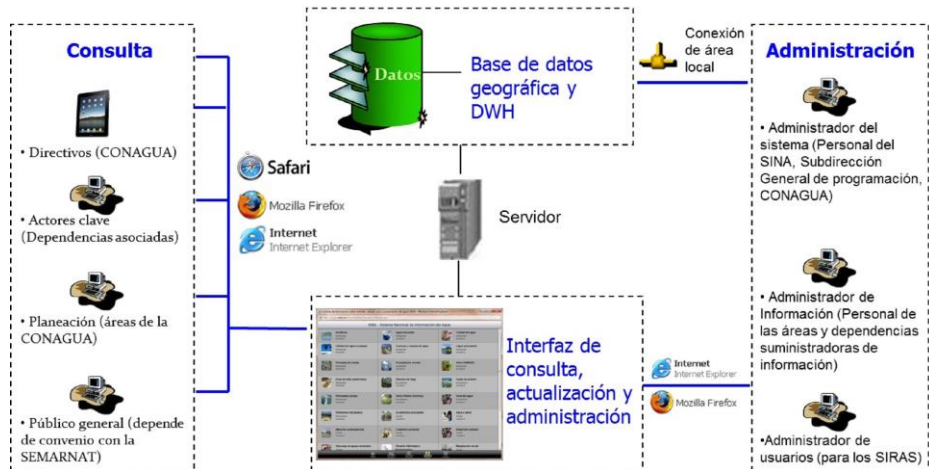 Consulta
• Directivos (CONAGUA)
• Actores clave
(Dependencias asociadas)
• Planeación (áreas de la
CONAGUA)
• Público general (depende
de convenio con la
SEMARNAT)
Safari
Mozilla Firefox
Internet
Internet Explorer
Datos
Base de datos
geográfica y
DWH
Servidor
Interfaz de
consulta,
actualización y
administración
Conexión
de área
local
Internet
Internet Explorer
Mozilla Firefox
Administración
• Administrador del
sistema (Personal del
SINA, Subdirección
General de programación,
CONAGUA)
• Administrador de
Información (Personal de
las áreas y dependencias
suministradoras de
información)
•Administrador de
usuarios (para los SIRAS)